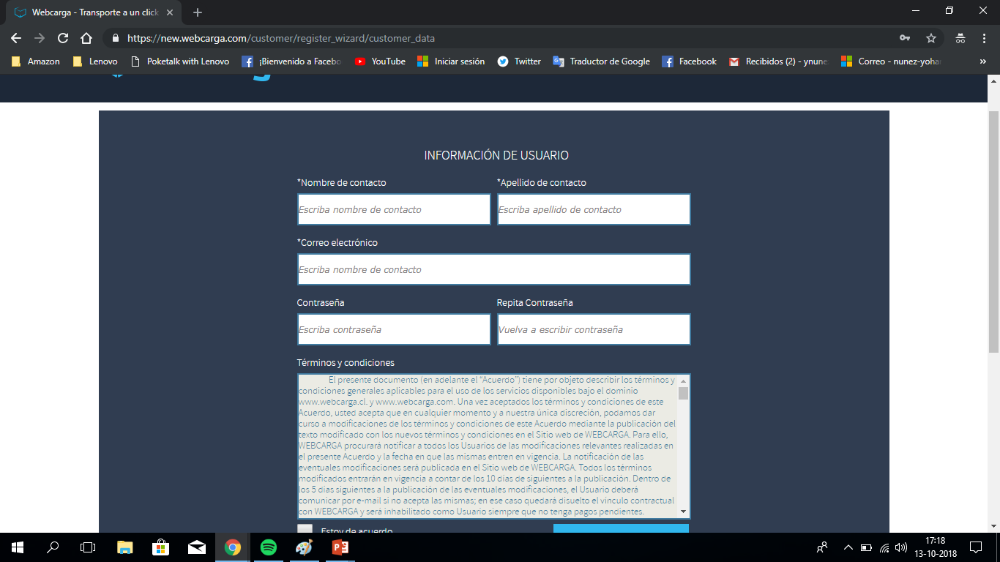 Webcarga - Transporte a un click
https://new.webcarga.com/customer/register_wizard/customer_data
Amazon Lenovo Poketalk with Lenovo ¡Bienvenido a Facebo YouTube Iniciar sesión Twitter Traductor de Google Facebook Recibidos (2) - ynune Correo - nunez-yohar »
INFORMACIÓN DE USUARIO
*Nombre de contacto *Apellido de contacto
Escriba nombre de contacto Escriba apellido de contacto
*Correo electrónico
Escriba nombre de contacto
Contraseña Repita Contraseña
Escriba contraseña Vuelva a escribir contraseña
Términos y condiciones
El presente documento (en adelante el “Acuerdo”) tiene por objeto describir los términos y
condiciones generales aplicables para el uso de los servicios disponibles bajo el dominio
www.webcarga.cl. y www.webcarga.com. Una vez aceptados los términos y condiciones de este
Acuerdo, usted acepta que en cualquier momento y a nuestra única discreción, podamos dar
curso a modificaciones de los términos y condiciones de este Acuerdo mediante la publicación del
texto modificado con los nuevos términos y condiciones en el Sitio web de WEBCARGA. Para ello,
WEBCARGA procurará notificar a todos los Usuarios de las modificaciones relevantes realizadas en
el presente Acuerdo y la fecha en que las mismas entren en vigencia. La notificación de las
eventuales modificaciones será publicada en el Sitio web de WEBCARGA. Todos los términos
modificados entrarán en vigencia a contar de los 10 días de siguientes a la publicación. Dentro de
los 5 días siguientes a la publicación de las eventuales modificaciones, el Usuario deberá
comunicar por e-mail si no acepta las mismas; en ese caso quedará disuelto el vínculo contractual
con WEBCARGA y será inhabilitado como Usuario siempre que no tenga pagos pendientes.
Estoy de acuerdo
17:18
13-10-2018